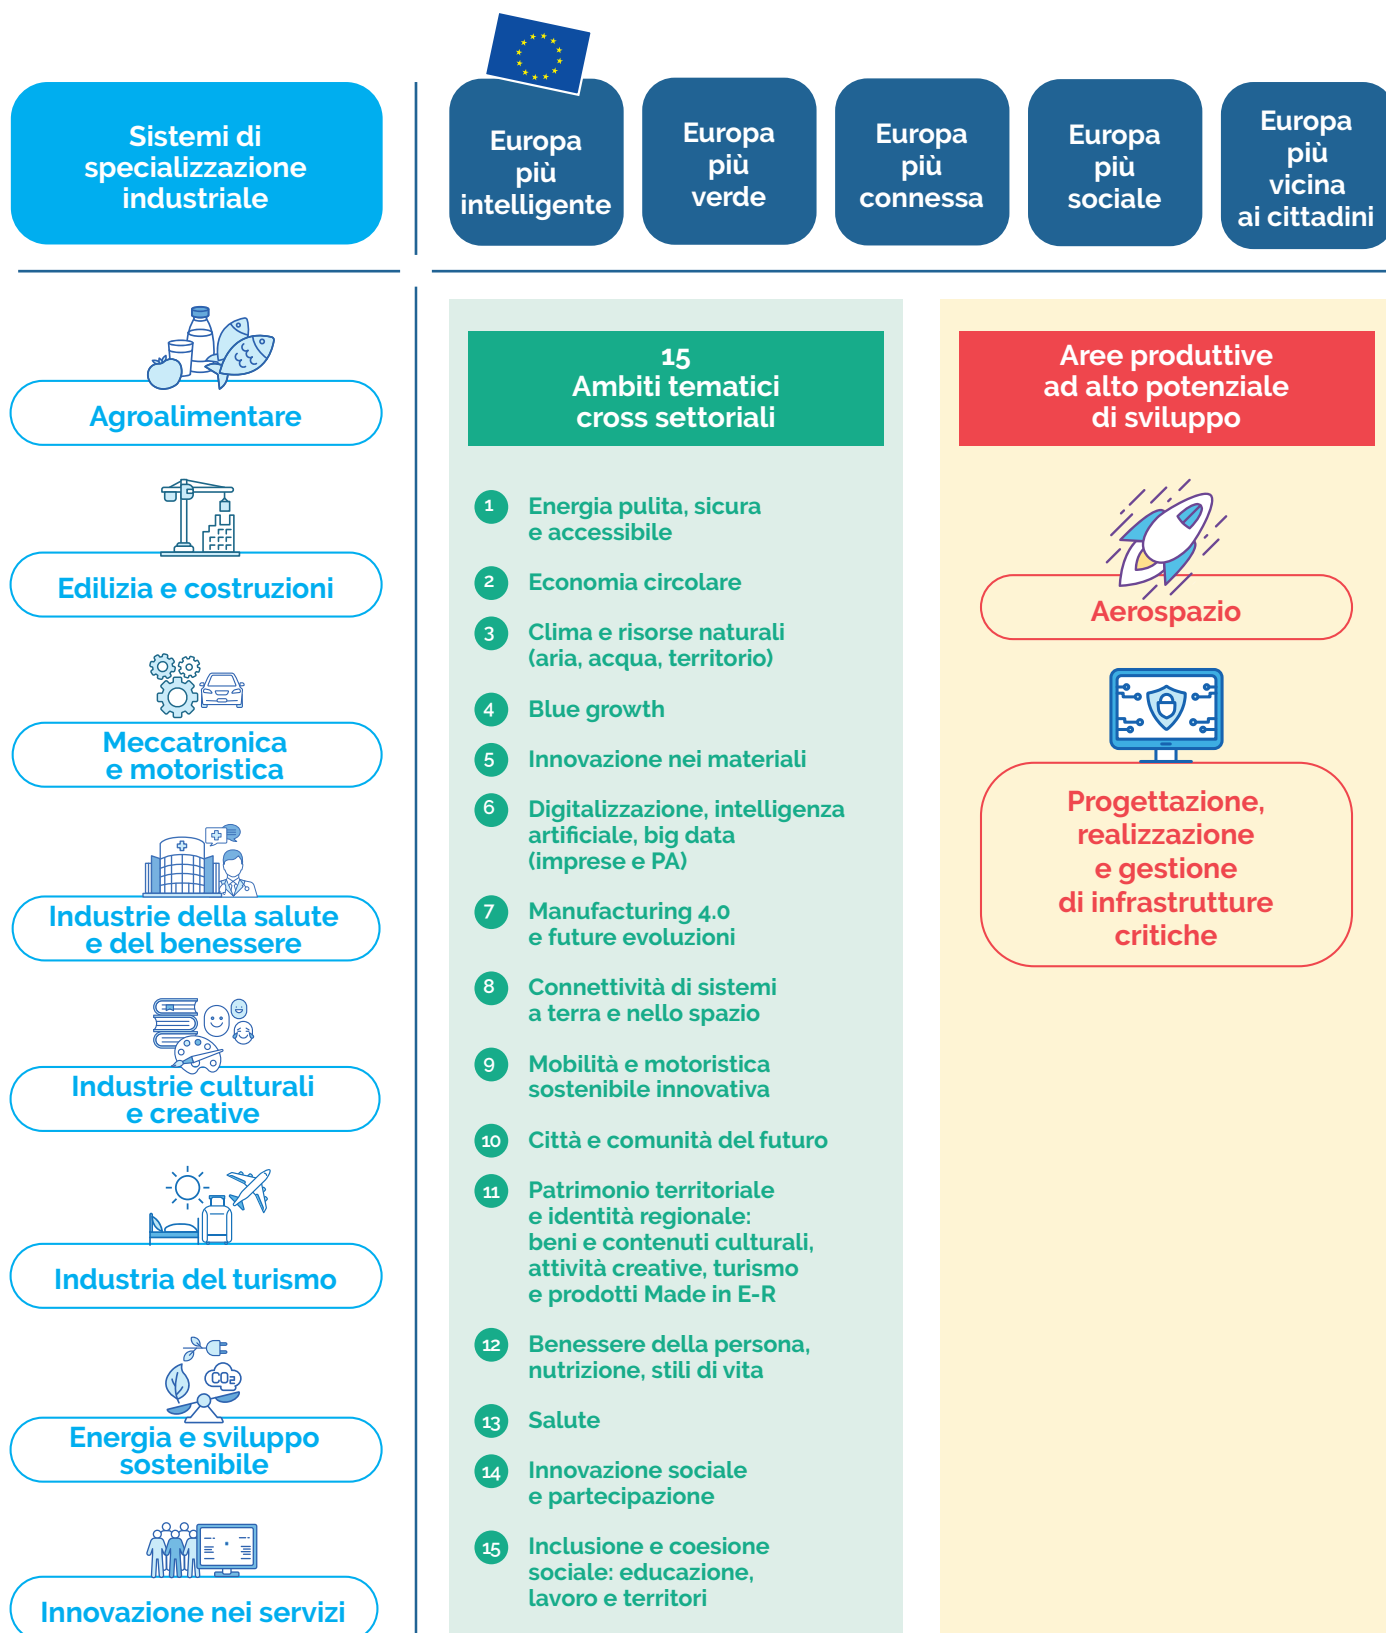 Sistemi di
specializzazione
industriale
Europa
più
intelligente
Europa
più
verde
Europa
più
connessa
Europa
più
sociale
Europa
più
vicina
ai cittadini
Agroalimentare
Edilizia e costruzioni
Meccatronica
e motoristica
Industrie della salute
e del benessere
Industrie culturali
e creative
Industria del turismo
CO2
Energia e sviluppo
sostenibile
Innovazione nei servizi
15
Ambiti tematici
cross settoriali
1 Energia pulita, sicura
e accessibile
2 Economia circolare
3 Clima e risorse naturali
(aria, acqua, territorio)
4 Blue growth
5 Innovazione nei materiali
6 Digitalizzazione, intelligenza
artificiale, big data
(imprese e PA)
7 Manufacturing 4.0
e future evoluzioni
8 Connettività di sistemi
a terra e nello spazio
9 Mobilità e motoristica
sostenibile innovativa
10 Città e comunità del futuro
11 Patrimonio territoriale
e identità regionale:
beni e contenuti culturali,
attività creative, turismo
e prodotti Made in E-R
12 Benessere della persona,
nutrizione, stili di vita
13 Salute
14 Innovazione sociale
e partecipazione
15 Inclusione e coesione
sociale: educazione,
lavoro e territori
Aree produttive
ad alto potenziale
di sviluppo
Aerospazio
Progettazione,
realizzazione
e gestione
di infrastrutture
critiche